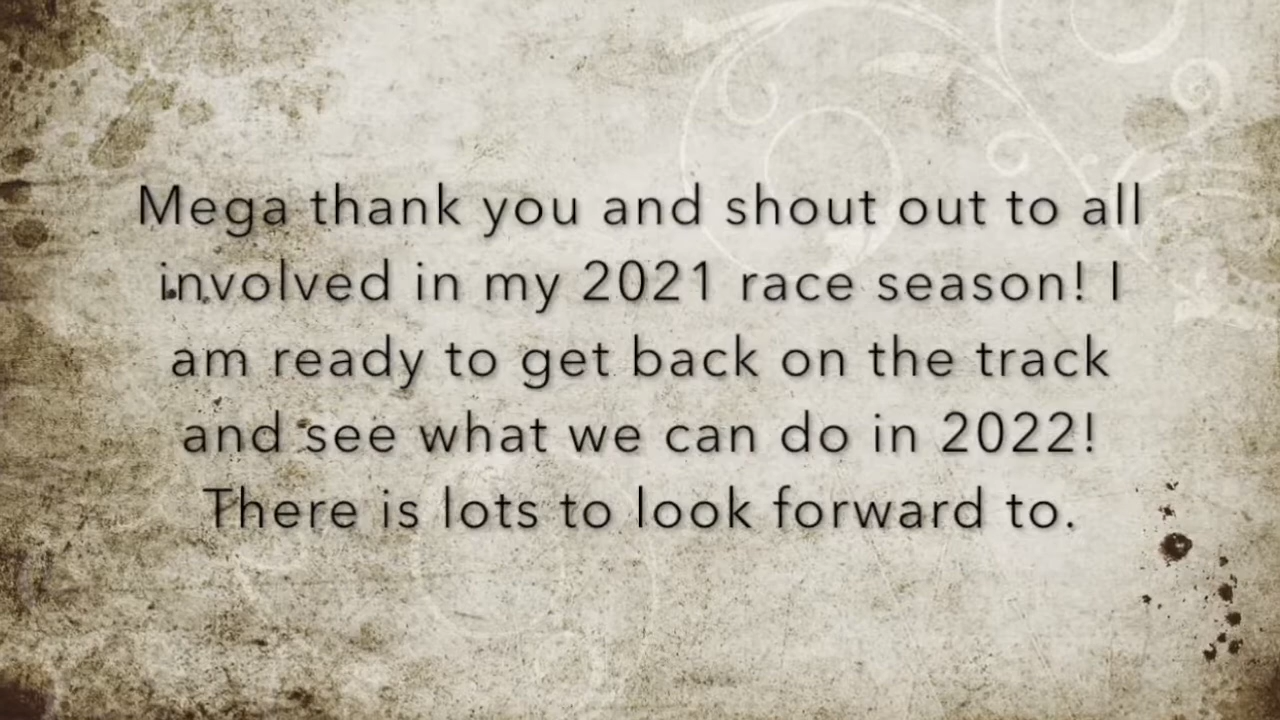 Mega thank you and shout out to all
involved in my 2021 race season! I
am ready to get back on the track
and see what we can do in 2022!
There is lots to look forward to.